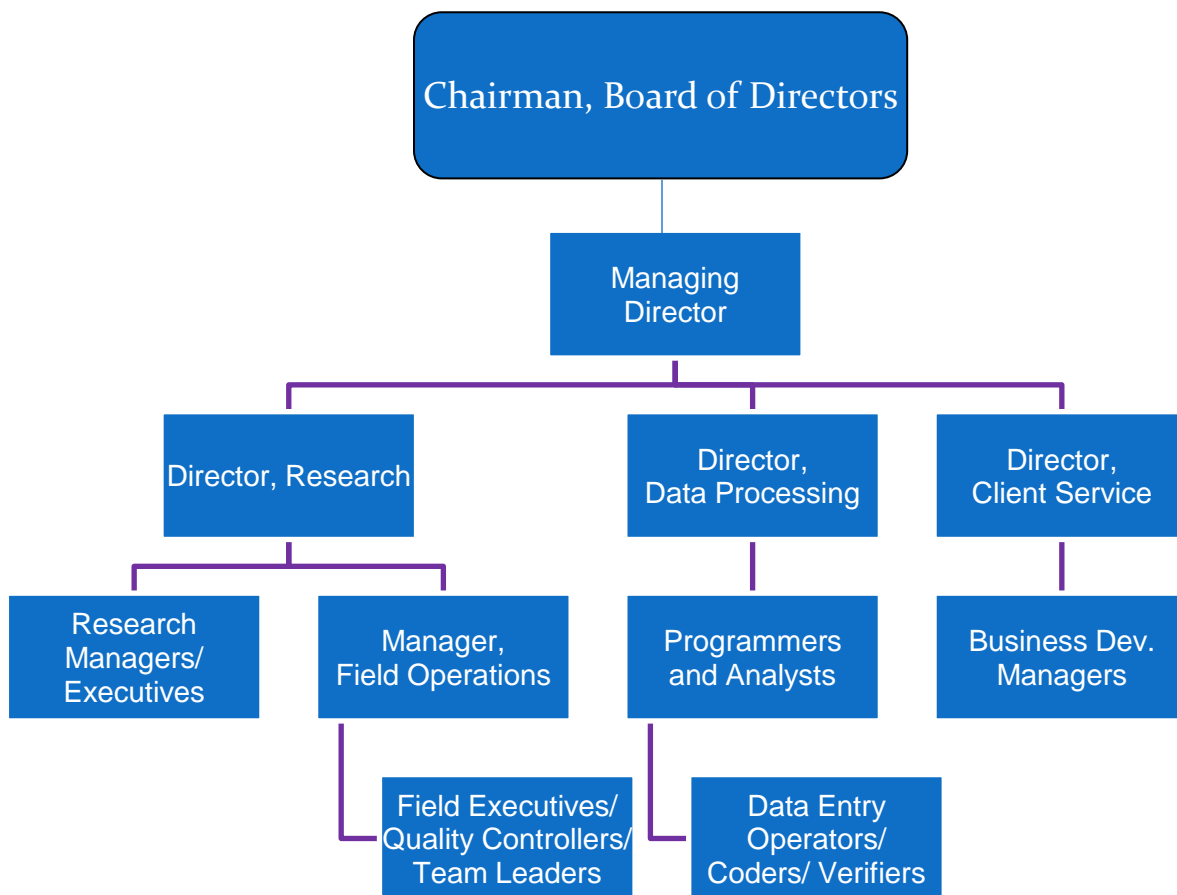 Chairman, Board of Directors
Managing
Director
Director, Research
Director,
Data Processing
Director,
Client Service
Research
Managers/
Executives
Manager,
Field Operations
Programmers
and Analysts
Business Dev.
Managers
Field Executives/
Quality Controllers/
Team Leaders
Data Entry
Operators/
Coders/ Verifiers